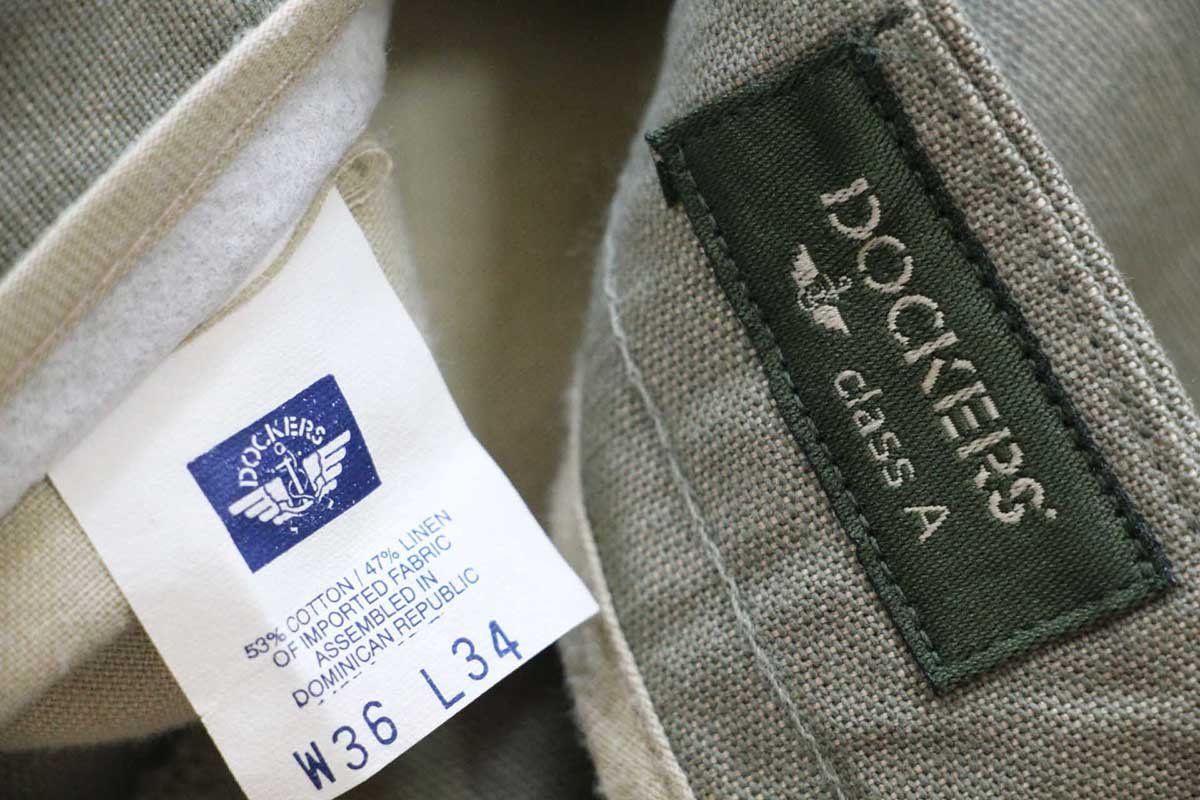 DOCKERS
53% COTTON / 47% LINEN
OF IMPORTED FABRIC
ASSEMBLED IN
DOMINICAN REPUBLIC
W36 L34
DOCKERS
class A